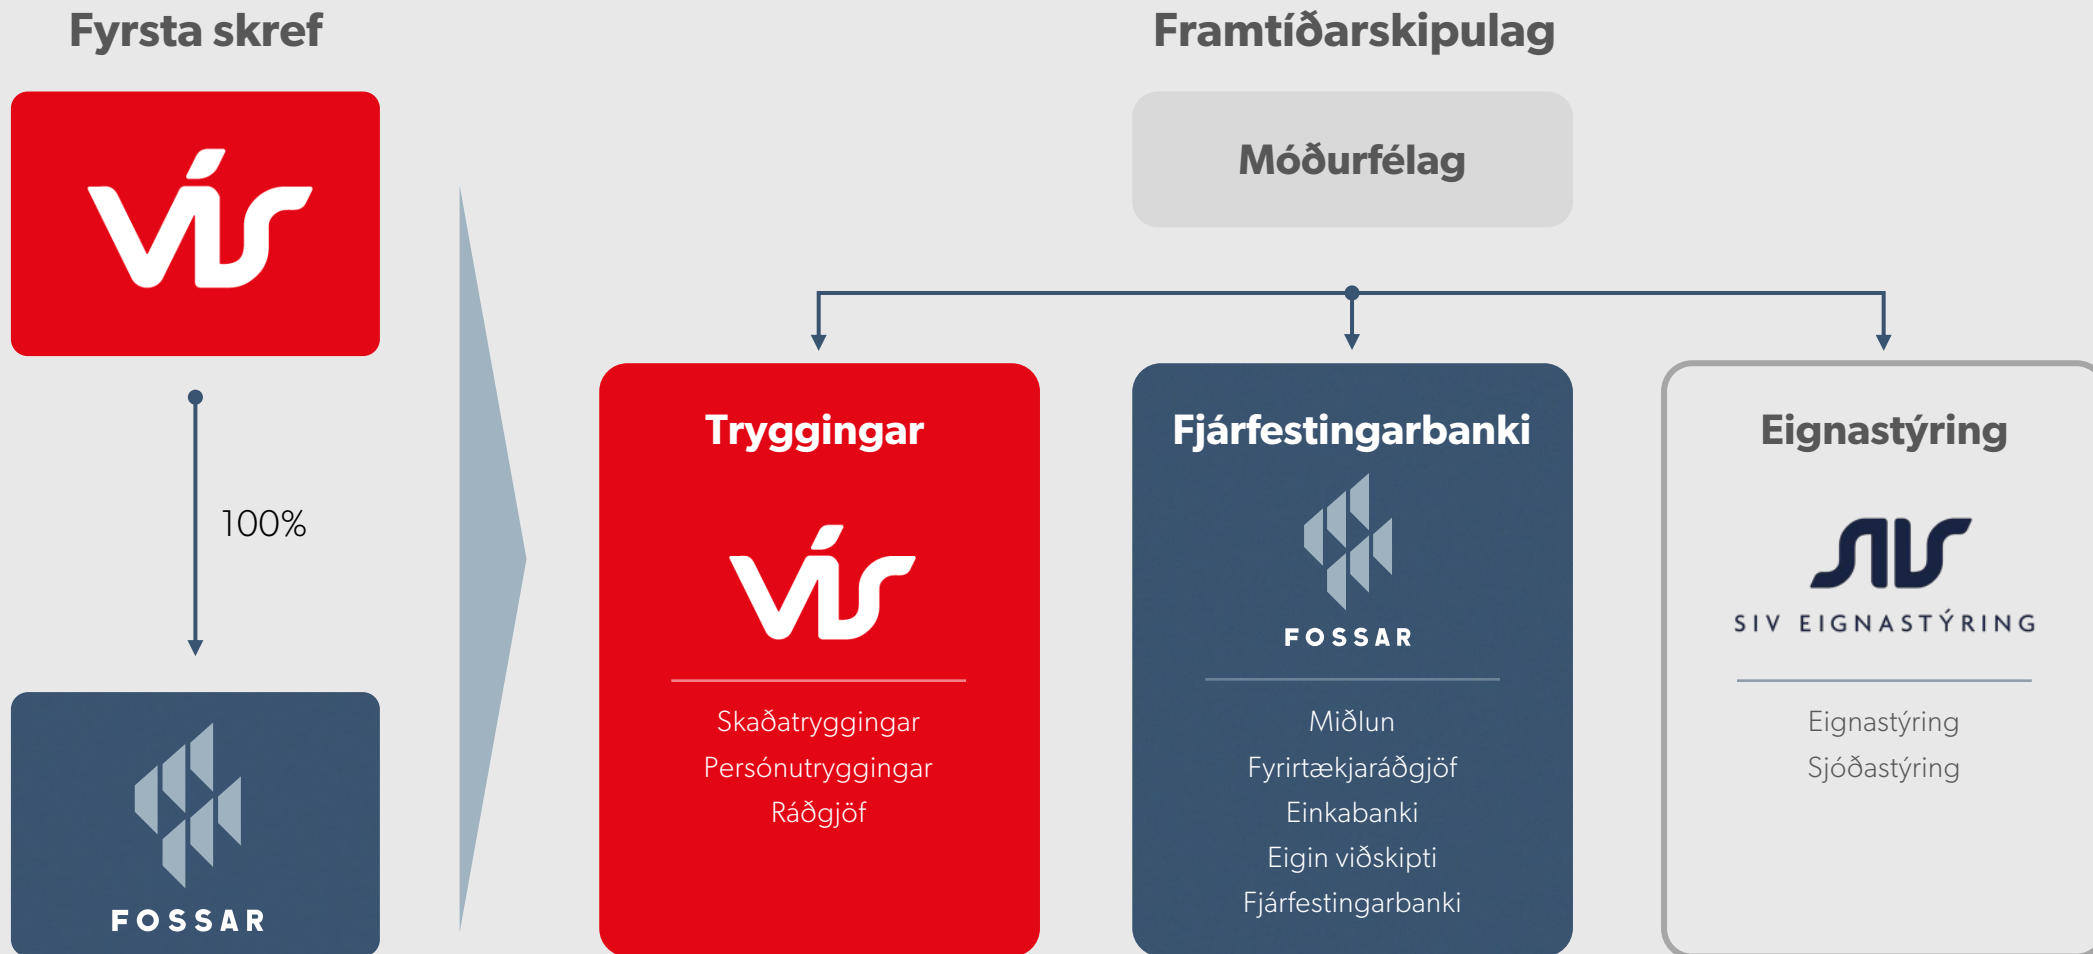 Fyrsta skref
vís
100%
FOSSAR
Framtíðarskipulag
Móðurfélag
Tryggingar
vís
Skaðatryggingar
Persónutryggingar
Ráðgjöf
Fjárfestingarbanki
FOSSAR
Miðlun
Fyrirtækjaráðgjöf
Einkabanki
Eigin viðskipti
Fjárfestingarbanki
Eignastýring
SIV
SIV EIGNASTÝRING
Eignastýring
Sjóðastýring